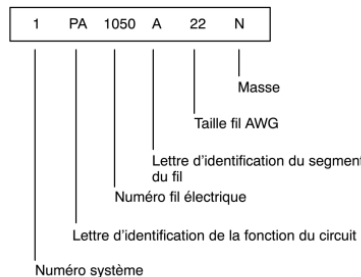 1 PA 1050 A 22 N
Masse
Taille fil AWG
Lettre d'identification du segment
du fil
Numéro fil électrique
Lettre d'identification de la fonction du circuit
Numéro système